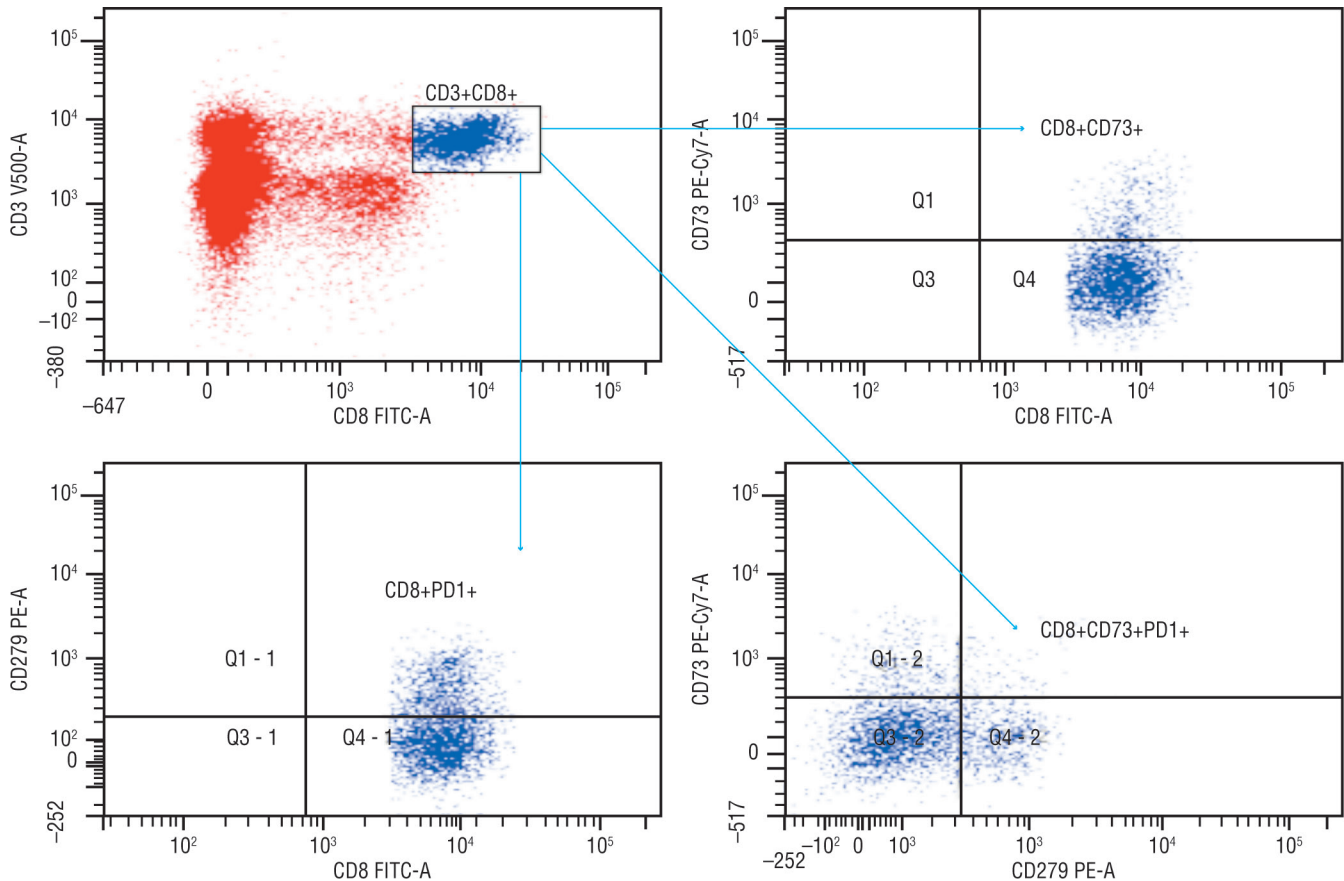 CD3 V500-A
10⁵
10⁴
10³
10²
0
–10²
–380
CD3+CD8+
–647
0
10³
10⁴
10⁵
CD8 FITC-A
CD73 PE-Cy7-A
10⁵
10⁴
10³
0
–517
CD8+CD73+
Q1
Q3
Q4
10²
10³
10⁴
10⁵
CD8 FITC-A
CD279 PE-A
10⁵
10⁴
10³
10²
0
–252
CD8+PD1+
Q1 - 1
Q3 - 1
Q4 - 1
10²
10³
10⁴
10⁵
CD8 FITC-A
CD73 PE-Cy7-A
10⁵
10⁴
10³
0
–517
CD8+CD73+PD1+
Q1 - 2
Q3 - 2
Q4 - 2
–252
–10²
0
10³
10³
10⁴
10⁵
CD279 PE-A